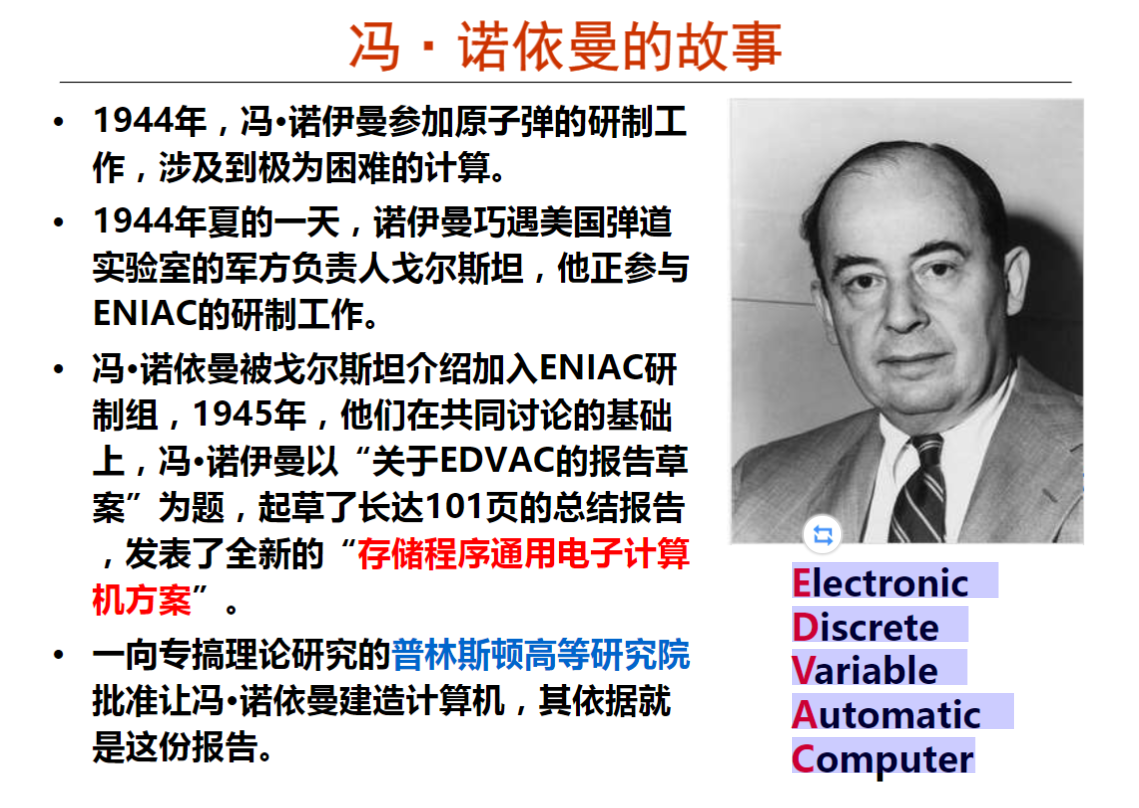 冯·诺依曼的故事
• 1944年，冯•诺伊曼参加原子弹的研制工
作，涉及到极为困难的计算。
• 1944年夏的一天，诺伊曼巧遇美国弹道
实验室的军方负责人戈尔斯坦，他正参与
ENIAC的研制工作。
• 冯•诺依曼被戈尔斯坦介绍加入ENIAC研
制组，1945年，他们在共同讨论的基础
上，冯•诺伊曼以“关于EDVAC的报告草
案”为题，起草了长达101页的总结报告
，发表了全新的“存储程序通用电子计算
机方案”。
• 一向专搞理论研究的普林斯顿高等研究院
批准让冯•诺依曼建造计算机，其依据就
是这份报告。
Electronic
Discrete
Variable
Automatic
Computer